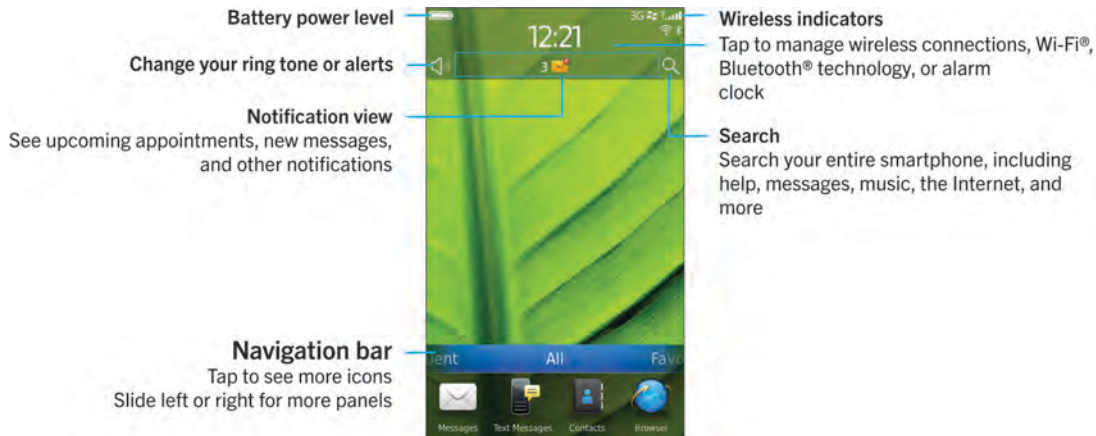 Battery power level
Change your ring tone or alerts
Notification view
See upcoming appointments, new messages,
and other notifications
Navigation bar
Tap to see more icons
Slide left or right for more panels
3G
12:21
3
ent All Favo
Messages Text Messages Contacts Browser
Wireless indicators
Tap to manage wireless connections, Wi-Fi®,
Bluetooth® technology, or alarm
clock
Search
Search your entire smartphone, including
help, messages, music, the Internet, and
more